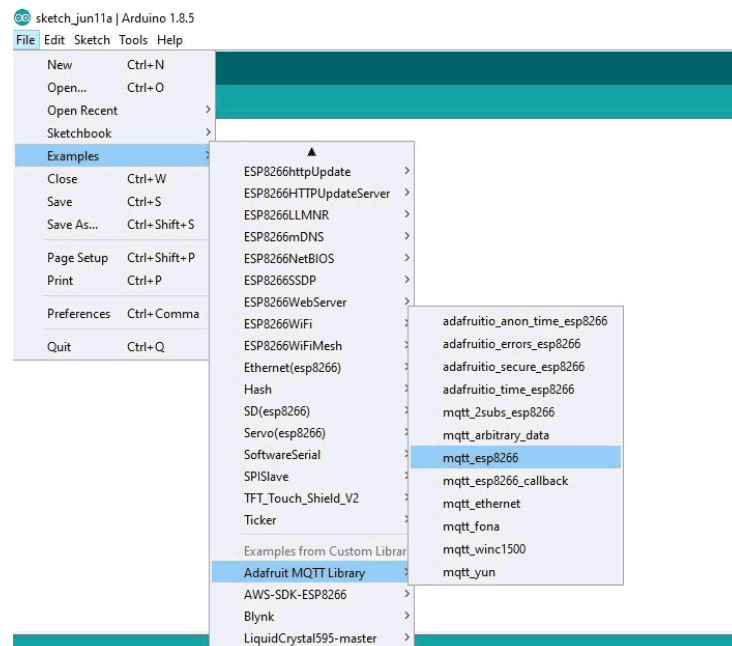 sketch_jun11a | Arduino 1.8.5
File Edit Sketch Tools Help
New Ctrl+N
Open... Ctrl+O
Open Recent
Sketchbook
Examples
Close Ctrl+W
Save Ctrl+S
Save As... Ctrl+Shift+S
Page Setup Ctrl+Shift+P
Print Ctrl+P
Preferences Ctrl+Comma
Quit Ctrl+Q
ESP8266httpUpdate
ESP8266HTTPUpdateServer
ESP8266LLMNR
ESP8266mDNS
ESP8266NetBIOS
ESP8266SSDP
ESP8266WebServer
ESP8266WiFi
ESP8266WiFiMesh
Ethernet(esp8266)
Hash
SD(esp8266)
Servo(esp8266)
SoftwareSerial
SPISlave
TFT_Touch_Shield_V2
Ticker
Examples from Custom Librar
Adafruit MQTT Library
AWS-SDK-ESP8266
Blynk
LiquidCrystal595-master
adafruitio_anon_time_esp8266
adafruitio_errors_esp8266
adafruitio_secure_esp8266
adafruitio_time_esp8266
mqtt_2subs_esp8266
mqtt_arbitrary_data
mqtt_esp8266
mqtt_esp8266_callback
mqtt_ethernet
mqtt_fona
mqtt_winc1500
mqtt_yun